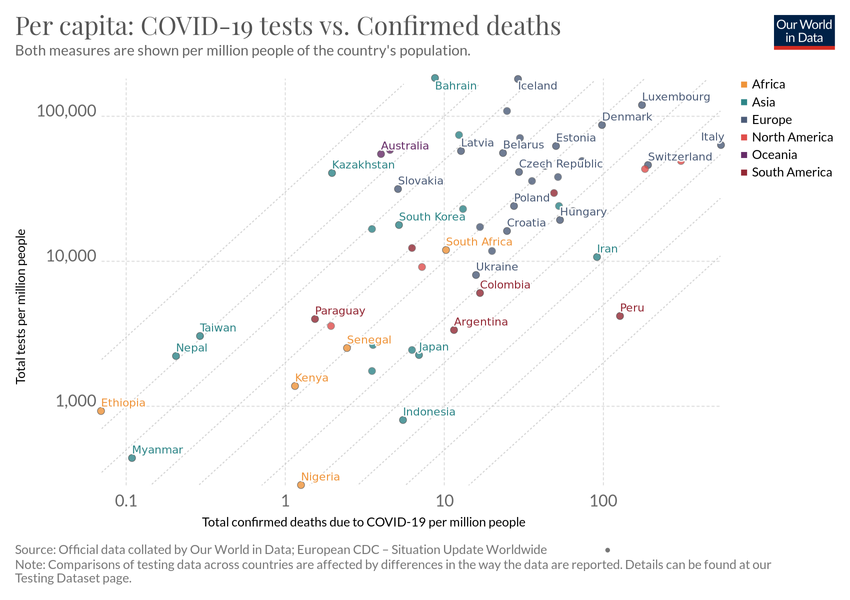 Per capita: COVID-19 tests vs. Confirmed deaths
Both measures are shown per million people of the country's population.
Our World
in Data
Bahrain
Iceland
Luxembourg
100,000
Denmark
Africa
Asia
Europe
North America
Oceania
South America
Australia
Latvia
Belarus
Estonia
Italy
Kazakhstan
Czech Republic
Switzerland
Slovakia
Poland
South Korea
Croatia
Hungary
South Africa
Iran
10,000
Ukraine
Colombia
Paraguay
Argentina
Peru
Taiwan
Nepal
Senegal
Japan
Kenya
1,000
Ethiopia
Indonesia
Myanmar
Nigeria
Total tests per million people
0.1
1
10
100
Total confirmed deaths due to COVID-19 per million people
Source: Official data collated by Our World in Data; European CDC – Situation Update Worldwide
Note: Comparisons of testing data across countries are affected by differences in the way the data are reported. Details can be found at our
Testing Dataset page.